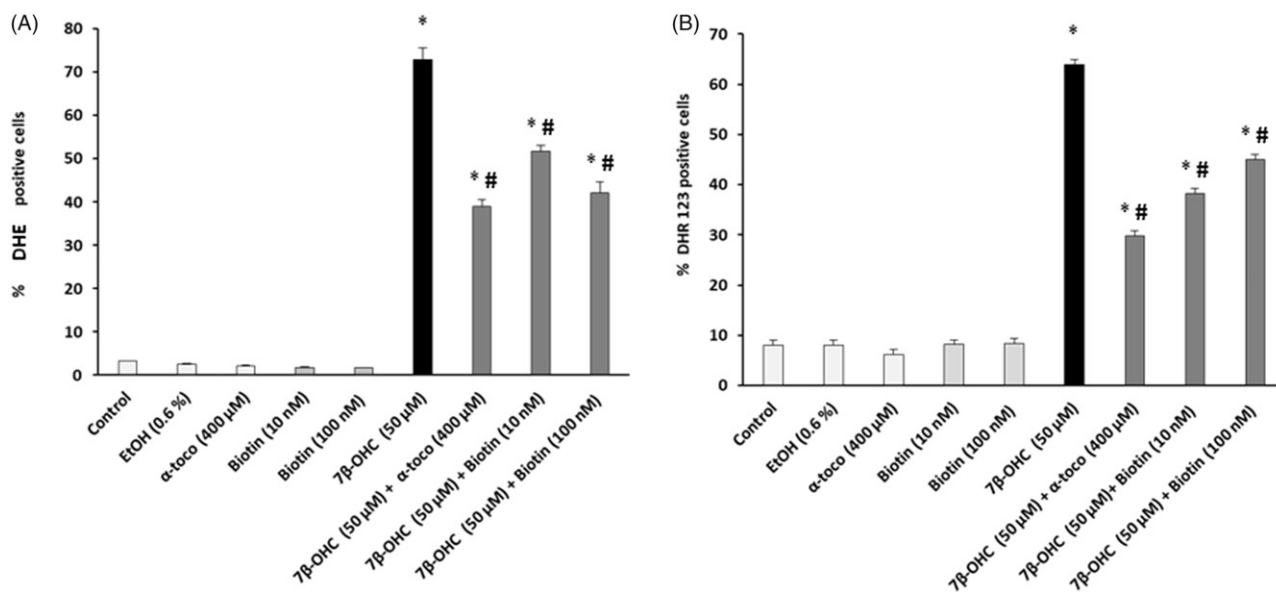 (A)
80
70
60
50
40
30
20
10
0
% DHE positive cells
*
* #
* #
* #
Control
EtOH (0.6 %)
α-toco (400 µM)
Biotin (10 nM)
Biotin (100 nM)
7β-OHC (50 µM)
7β-OHC (50 µM) + α-toco (400 µM)
7β-OHC (50 µM) + Biotin (10 nM)
7β-OHC (50 µM) + Biotin (100 nM)
(B)
70
60
50
40
30
20
10
0
% DHR 123 positive cells
*
* #
* #
* #
Control
EtOH (0.6 %)
α-toco (400 µM)
Biotin (10 nM)
Biotin (100 nM)
7β-OHC (50 µM)
7β-OHC (50 µM) + α-toco (400 µM)
7β-OHC (50 µM)+ Biotin (10 nM)
7β-OHC (50 µM) + Biotin (100 nM)